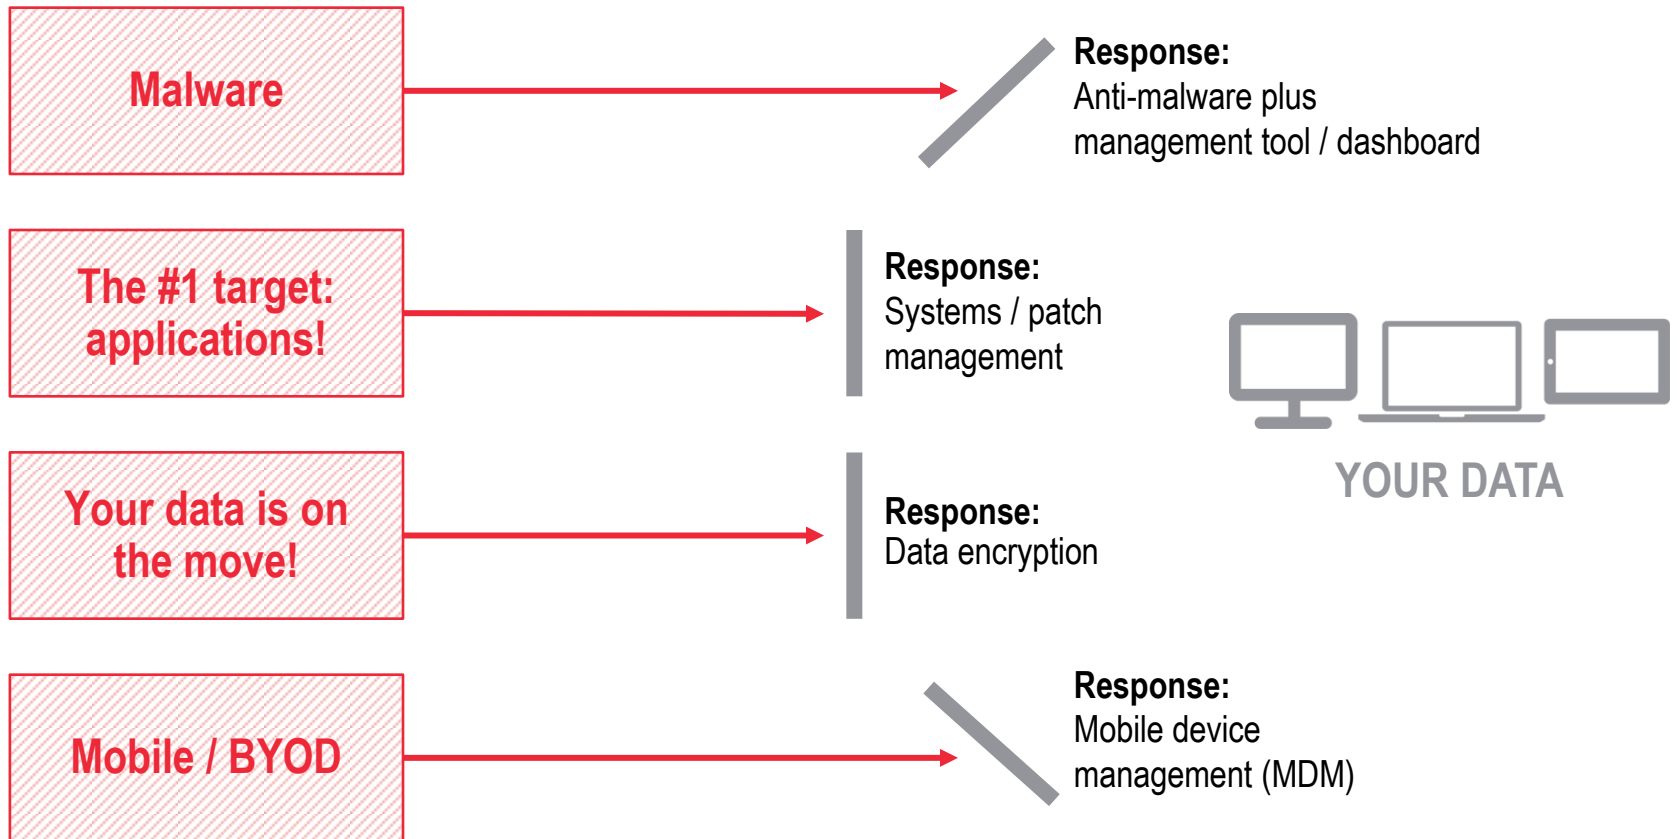 Malware
Response:
Anti-malware plus
management tool / dashboard
The #1 target:
applications!
Response:
Systems / patch
management
YOUR DATA
Your data is on
the move!
Response:
Data encryption
Mobile / BYOD
Response:
Mobile device
management (MDM)